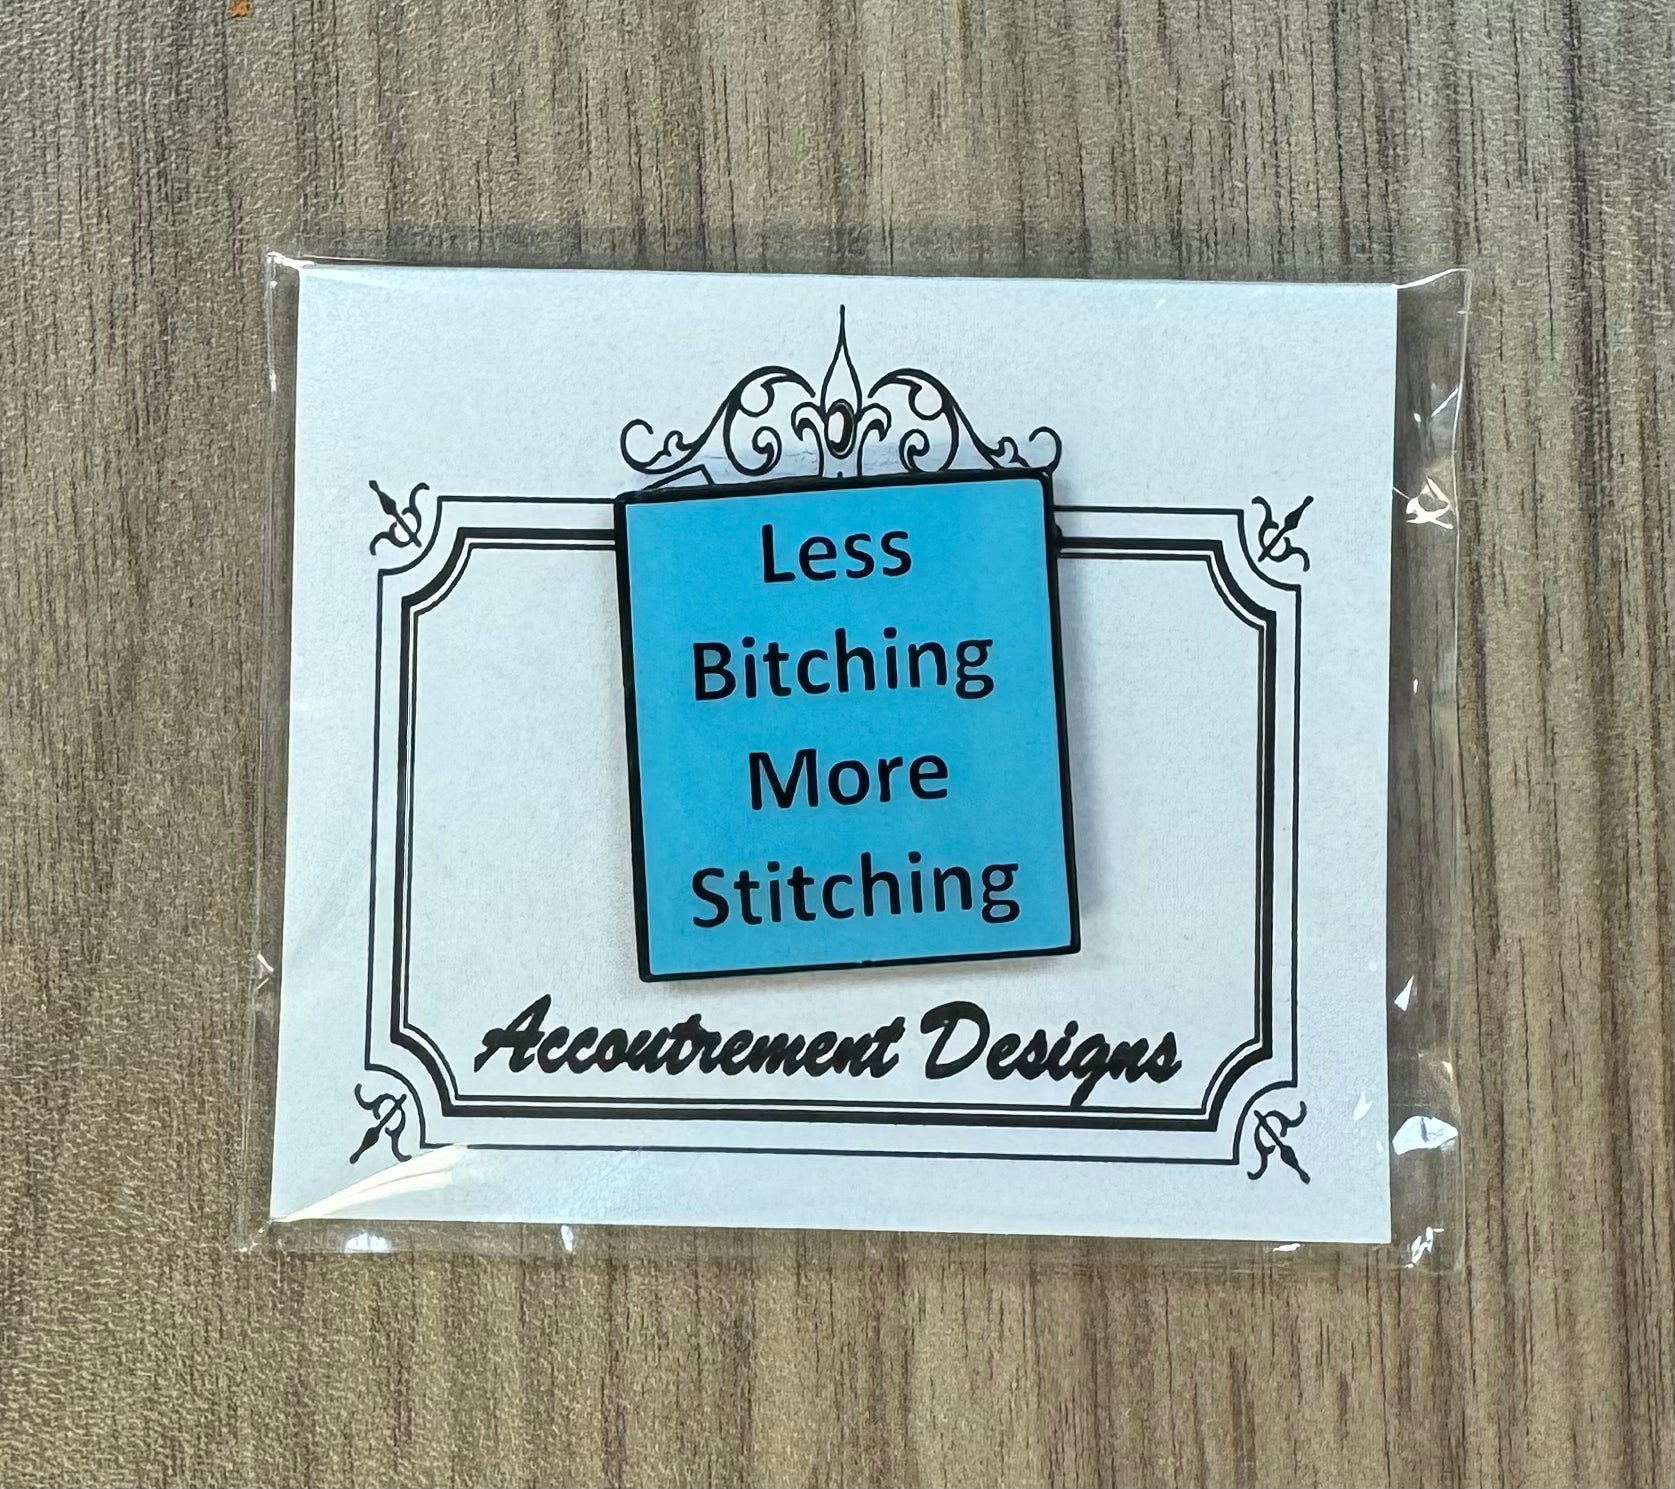 Less
Bitching
More
Stitching
Accoutrement Designs